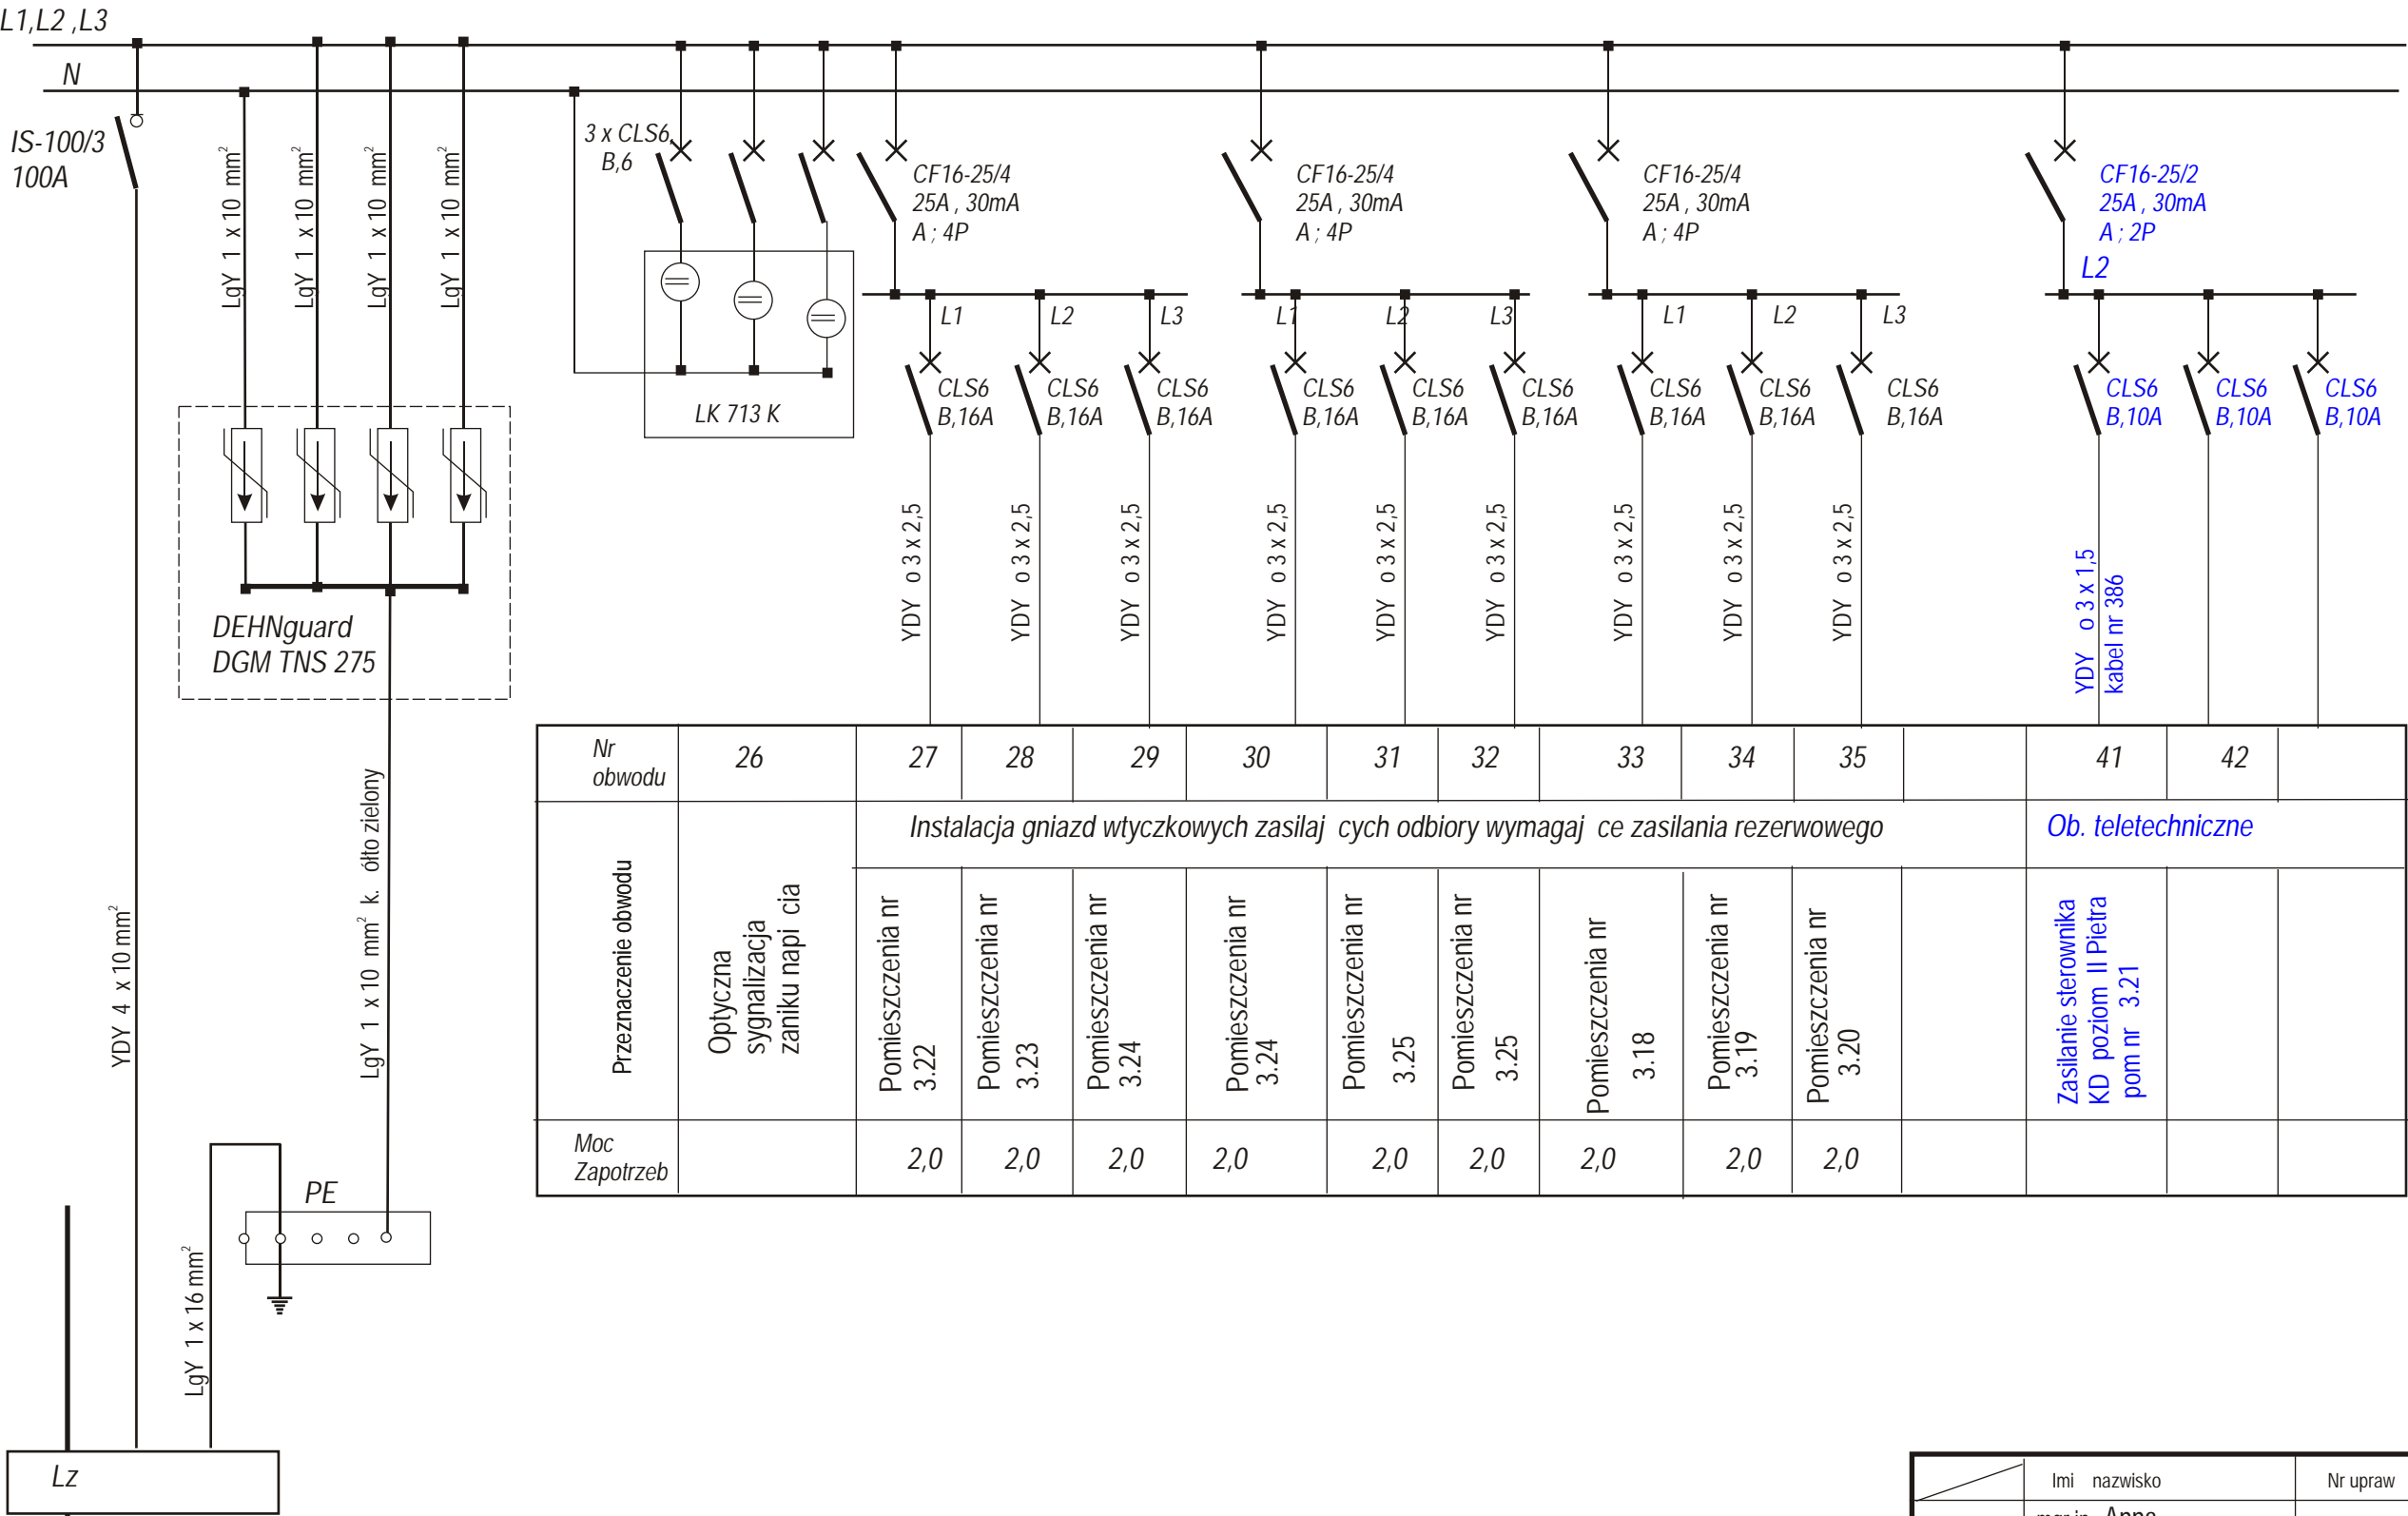 L1,L2 ,L3
N
IS-100/3
100A
LgY 1 x 10 mm²
LgY 1 x 10 mm²
LgY 1 x 10 mm²
LgY 1 x 10 mm²
3 x CLS6,
B,6
LK 713 K
CF16-25/4
25A , 30mA
A ; 4P
CF16-25/4
25A , 30mA
A ; 4P
CF16-25/4
25A , 30mA
A ; 4P
CF16-25/2
25A , 30mA
A ; 2P
L2
L1 L2 L3 L1 L2 L3 L1 L2 L3
CLS6
B,16A
CLS6
B,16A
CLS6
B,16A
CLS6
B,16A
CLS6
B,16A
CLS6
B,16A
CLS6
B,16A
CLS6
B,16A
CLS6
B,16A
CLS6
B,10A
CLS6
B,10A
CLS6
B,10A
YDY o 3 x 2,5
YDY o 3 x 2,5
YDY o 3 x 2,5
YDY o 3 x 2,5
YDY o 3 x 2,5
YDY o 3 x 2,5
YDY o 3 x 2,5
YDY o 3 x 2,5
YDY o 3 x 2,5
YDY o 3 x 1,5
kabel nr 386
DEHNguard
DGM TNS 275
YDY 4 x 10 mm²
LgY 1 x 10 mm² k. ółto zielony
LgY 1 x 16 mm²
PE
Lz
Nr
obwodu
26 27 28 29 30 31 32 33 34 35 41 42
Przeznaczenie obwodu
Instalacja gniazd wtyczkowych zasilaj cych odbiory wymagaj ce zasilania rezerwowego
Ob. teletechniczne
Optyczna
sygnalizacja
zaniku napi cia
Pomieszczenia nr
3.22
Pomieszczenia nr
3.23
Pomieszczenia nr
3.24
Pomieszczenia nr
3.24
Pomieszczenia nr
3.25
Pomieszczenia nr
3.25
Pomieszczenia nr
3.18
Pomieszczenia nr
3.19
Pomieszczenia nr
3.20
Zasilanie sterownika
KD poziom II Pietra
pom nr 3.21
Moc
Zapotrzeb
2,0 2,0 2,0 2,0 2,0 2,0 2,0 2,0 2,0
Imi nazwisko
Nr upraw